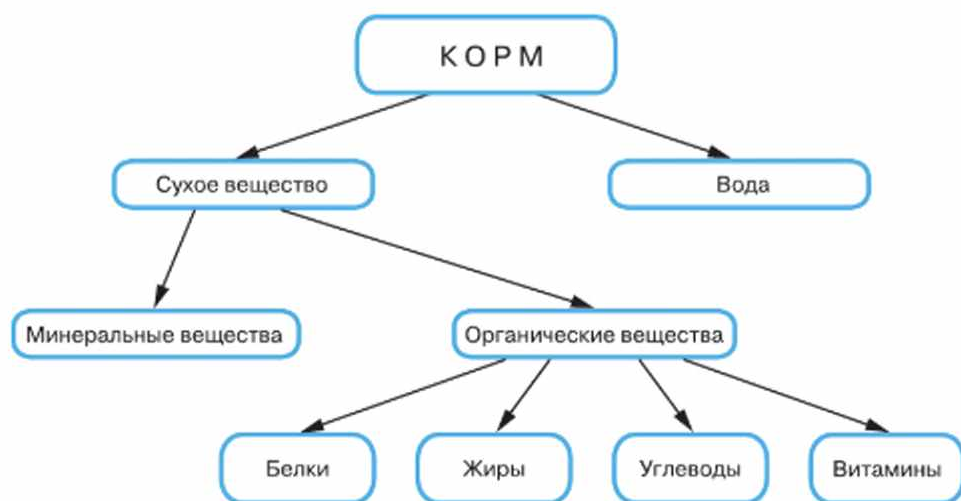 КОРМ
Сухое вещество
Вода
Минеральные вещества
Органические вещества
Белки
Жиры
Углеводы
Витамины